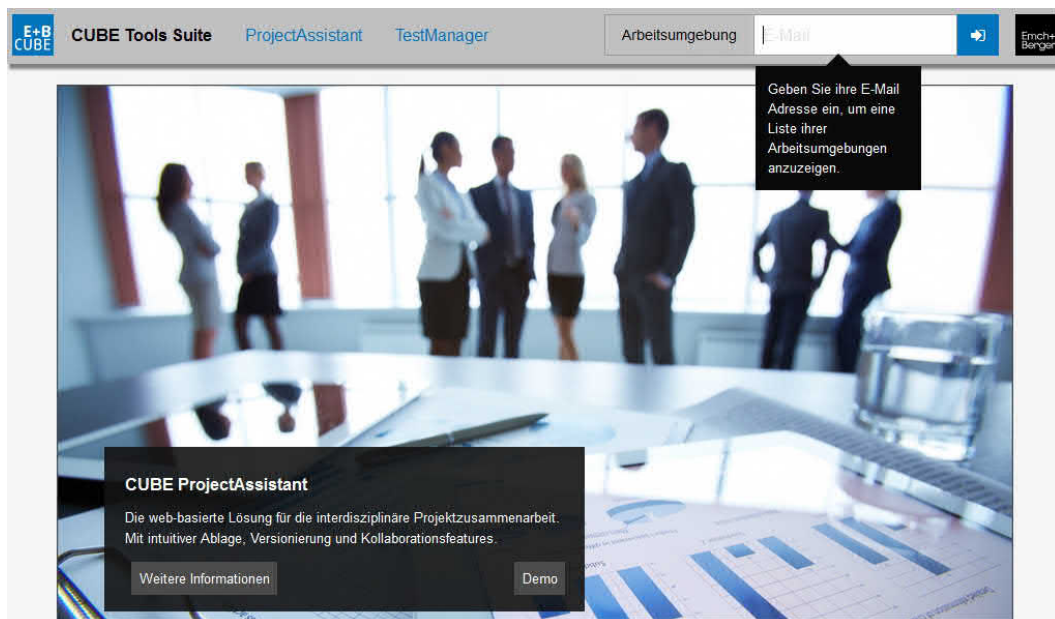 E+B
CUBE
CUBE Tools Suite
ProjectAssistant
TestManager
Arbeitsumgebung
E-Mail
Emch+
Berger
Geben Sie ihre E-Mail
Adresse ein, um eine
Liste ihrer
Arbeitsumgebungen
anzuzeigen.
CUBE ProjectAssistant
Die web-basierte Lösung für die interdisziplinäre Projektzusammenarbeit.
Mit intuitiver Ablage, Versionierung und Kollaborationsfeatures.
Weitere Informationen
Demo